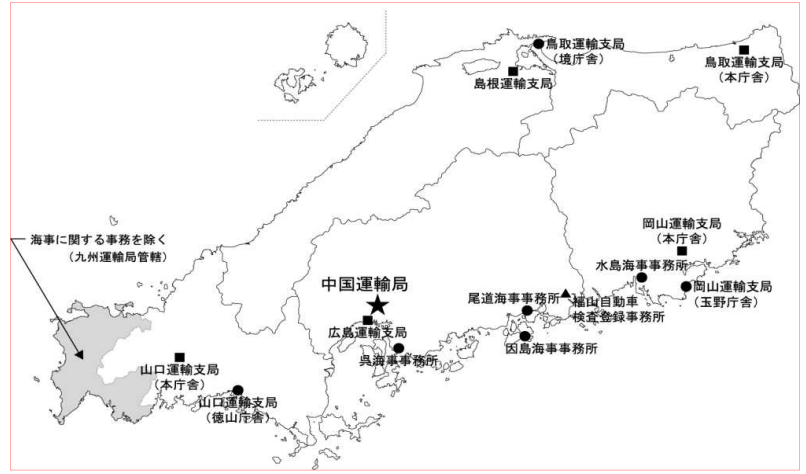 鳥取運輸支局
（境庁舎）
島根運輸支局
鳥取運輸支局
（本庁舎）
海事に関する事務を除く
（九州運輸局管轄）
岡山運輸支局
（本庁舎）
水島海事事務所
岡山運輸支局
（玉野庁舎）
中国運輸局
広島運輸支局
呉海事事務所
尾道海事事務所
福山自動車
検査登録事務所
因島海事事務所
山口運輸支局
（本庁舎）
山口運輸支局
（徳山庁舎）